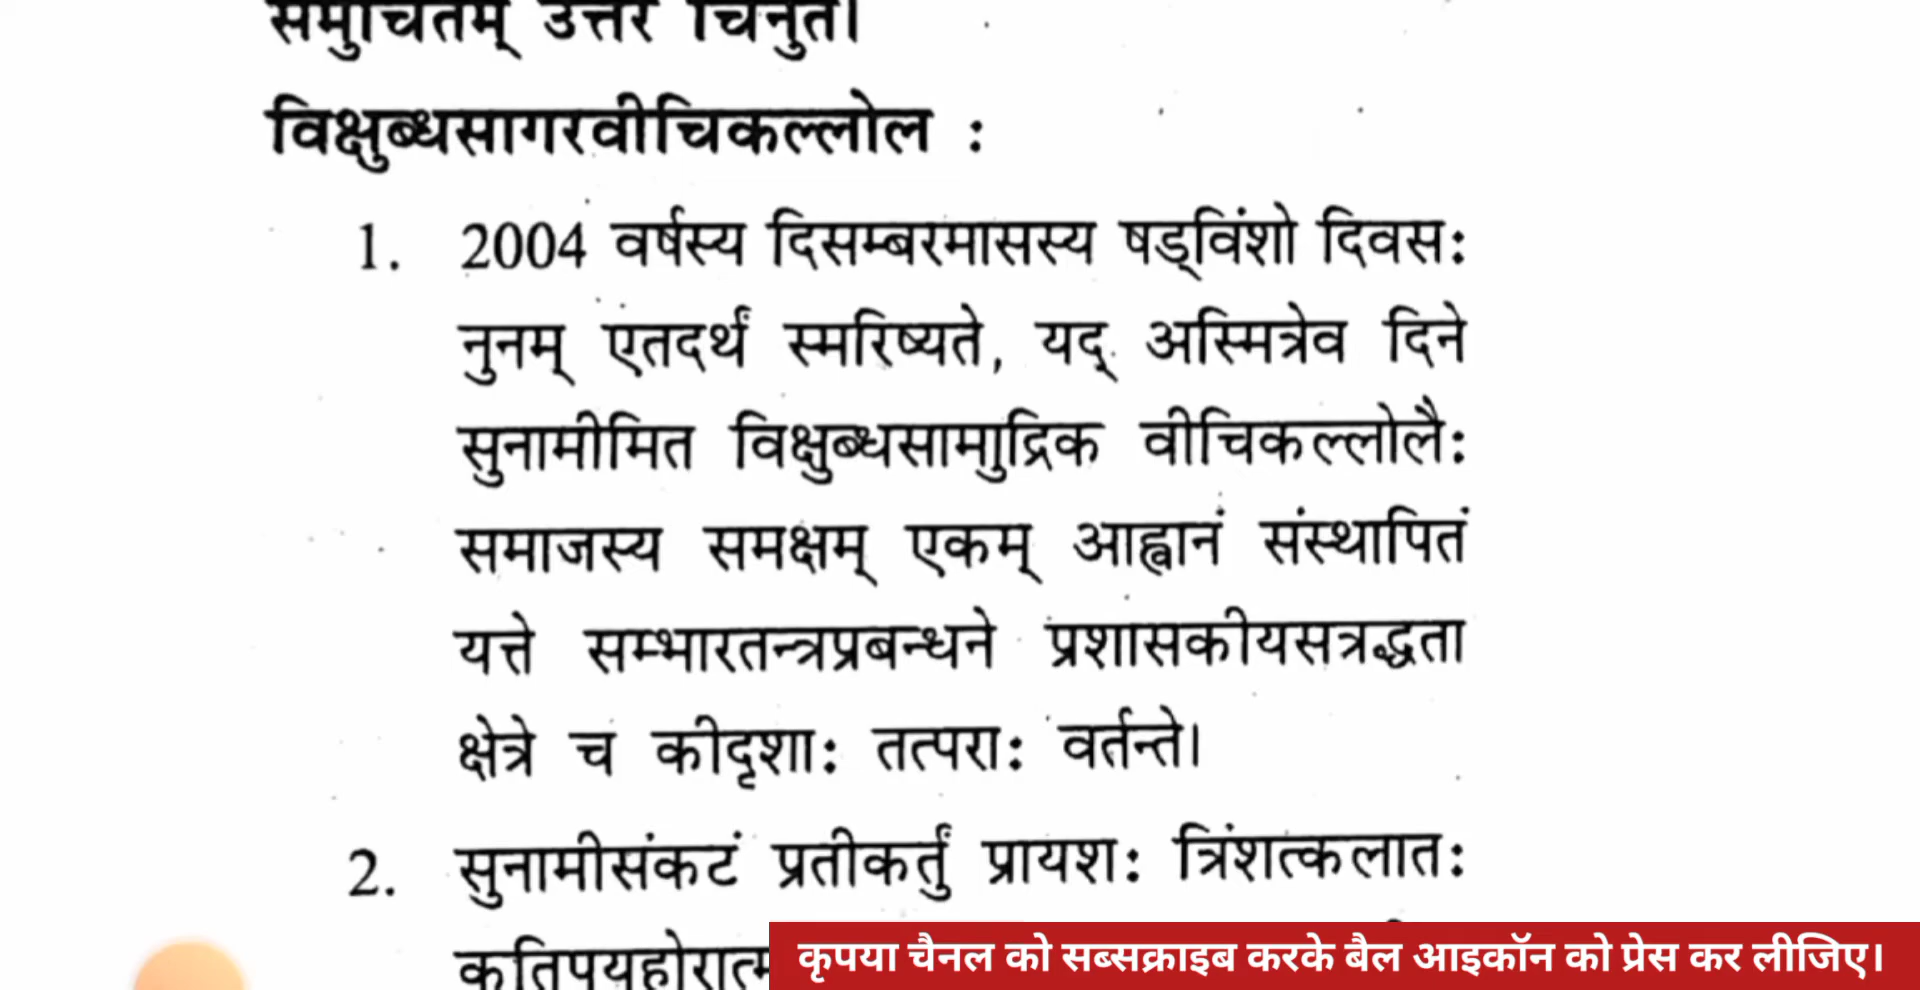 समुचितम् उत्तरं चिनुत।
विक्षुब्धसागरवीचिकल्लोल :
1. 2004 वर्षस्य दिसम्बरमासस्य षड्विंशो दिवसः
नुनम् एतदर्थं स्मरिष्यते, यद् अस्मित्रेव दिने
सुनामीमित विक्षुब्धसामाुद्रिक वीचिकल्लोलैः
समाजस्य समक्षम् एकम् आह्वानं संस्थापितं
यत्ते सम्भारतन्त्रप्रबन्धने प्रशासकीयसत्रद्धता
क्षेत्रे च कीदृशाः तत्पराः वर्तन्ते।
2. सुनामीसंकटं प्रतीकर्तुं प्रायशः त्रिंशत्कलातः
कृपया चैनल को सब्सक्राइब करके बैल आइकॉन को प्रेस कर लीजिए।